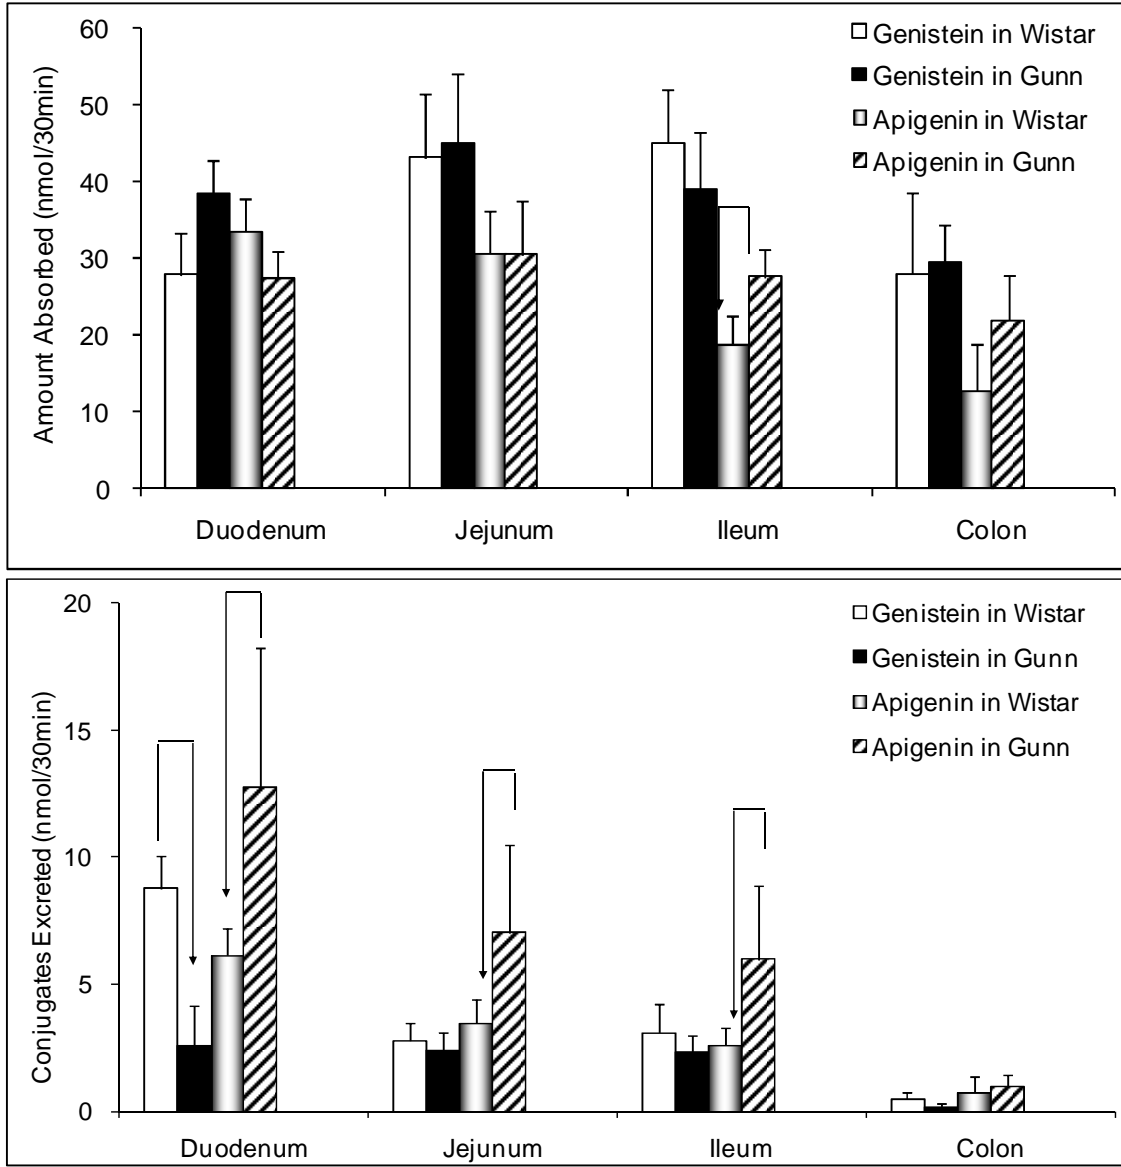 Amount Absorbed (nmol/30min)
60
50
40
30
20
10
0
Genistein in Wistar
Genistein in Gunn
Apigenin in Wistar
Apigenin in Gunn
Duodenum Jejunum Ileum Colon
Conjugates Excreted (nmol/30min)
20
15
10
5
0
Genistein in Wistar
Genistein in Gunn
Apigenin in Wistar
Apigenin in Gunn
Duodenum Jejunum Ileum Colon